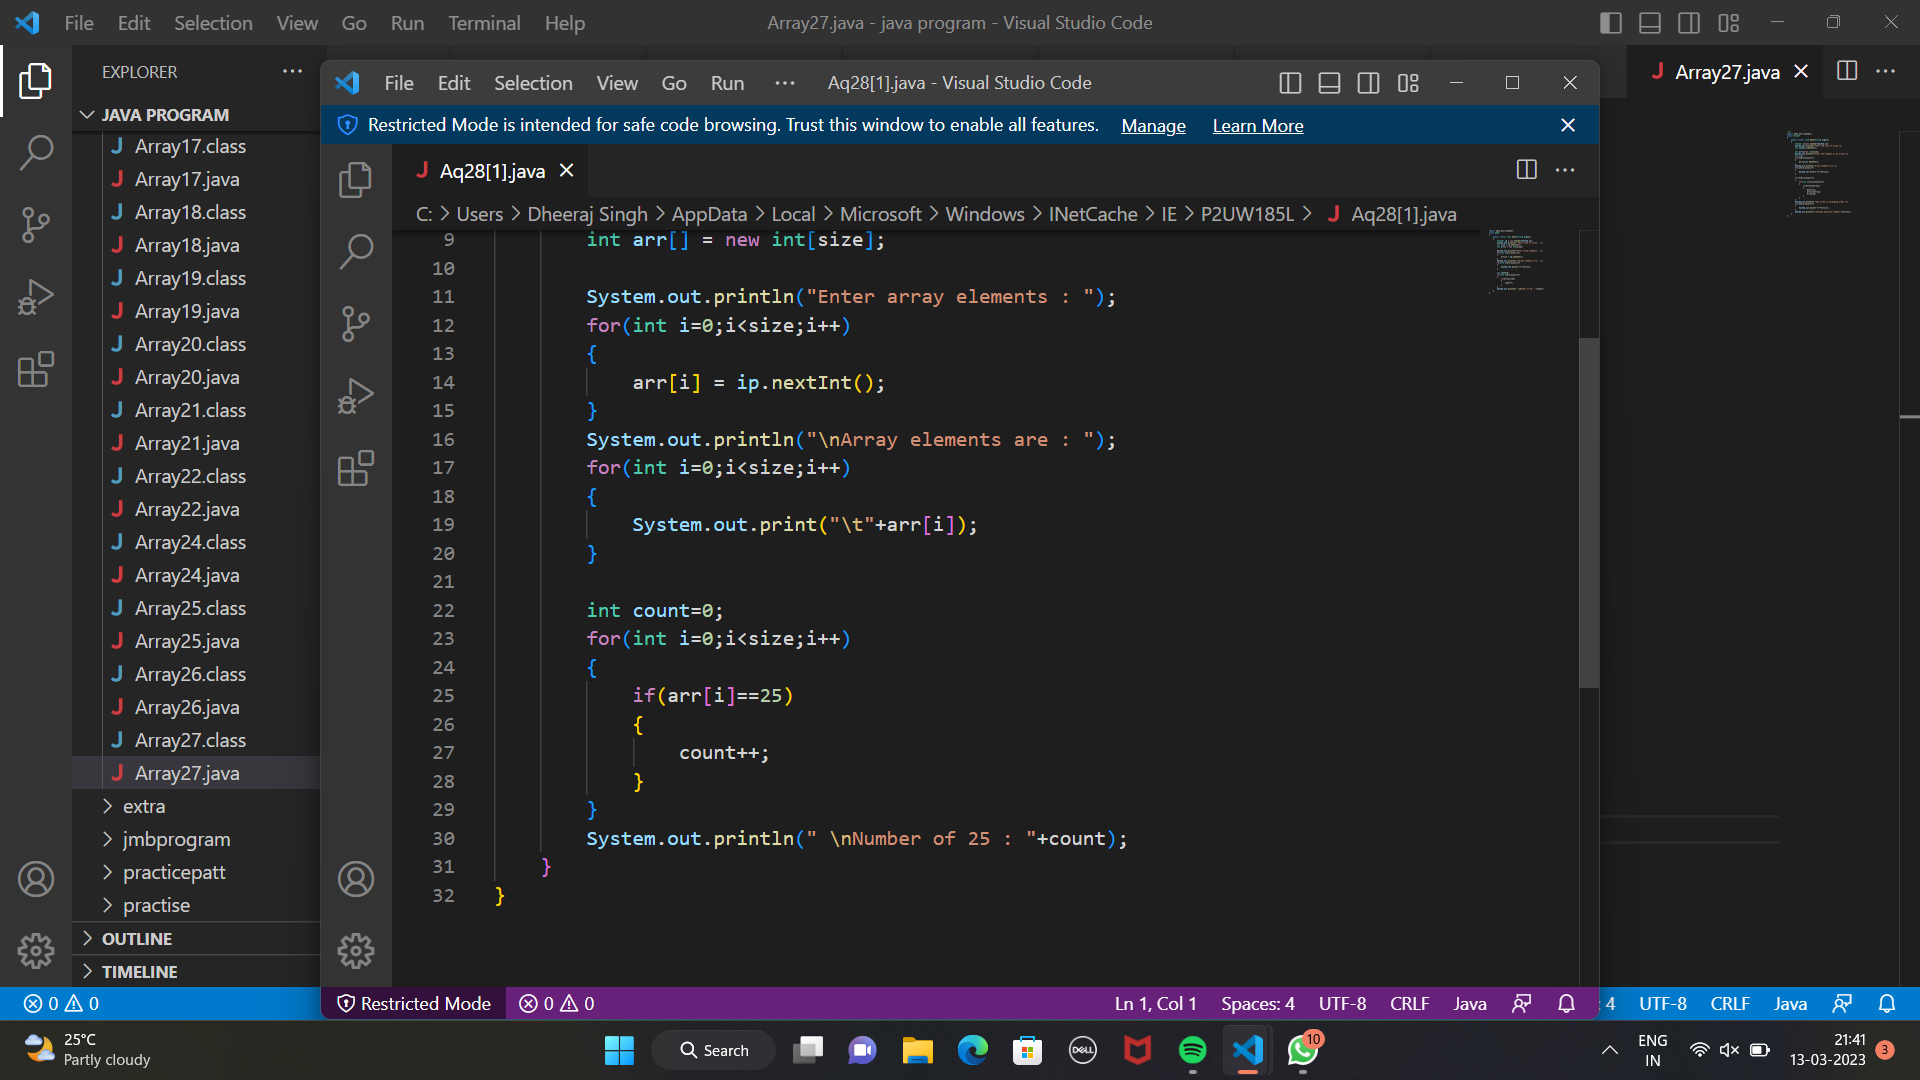 File Edit Selection View Go Run Terminal Help
Array27.java - java program - Visual Studio Code
EXPLORER
JAVA PROGRAM
Array17.class
Array17.java
Array18.class
Array18.java
Array19.class
Array19.java
Array20.class
Array20.java
Array21.class
Array21.java
Array22.class
Array22.java
Array24.class
Array24.java
Array25.class
Array25.java
Array26.class
Array26.java
Array27.class
Array27.java
extra
jmbprogram
practicepatt
practise
OUTLINE
TIMELINE
0 0
Array27.java
File Edit Selection View Go Run
Aq28[1].java - Visual Studio Code
Restricted Mode is intended for safe code browsing. Trust this window to enable all features. Manage Learn More
Aq28[1].java
C: > Users > Dheeraj Singh > AppData > Local > Microsoft > Windows > INetCache > IE > P2UW185L > Aq28[1].java
9 int arr[] = new int[size];
10
11 System.out.println("Enter array elements : ");
12 for(int i=0;i<size;i++)
13 {
14 arr[i] = ip.nextInt();
15 }
16 System.out.println("\nArray elements are : ");
17 for(int i=0;i<size;i++)
18 {
19 System.out.print("\t"+arr[i]);
20 }
21
22 int count=0;
23 for(int i=0;i<size;i++)
24 {
25 if(arr[i]==25)
26 {
27 count++;
28 }
29 }
30 System.out.println(" \nNumber of 25 : "+count);
31 }
32 }
Restricted Mode 0 0
Ln 1, Col 1 Spaces: 4 UTF-8 CRLF Java
: 4 UTF-8 CRLF Java
25°C
Partly cloudy
Search
DELL
10
ENG
IN
21:41
13-03-2023
3